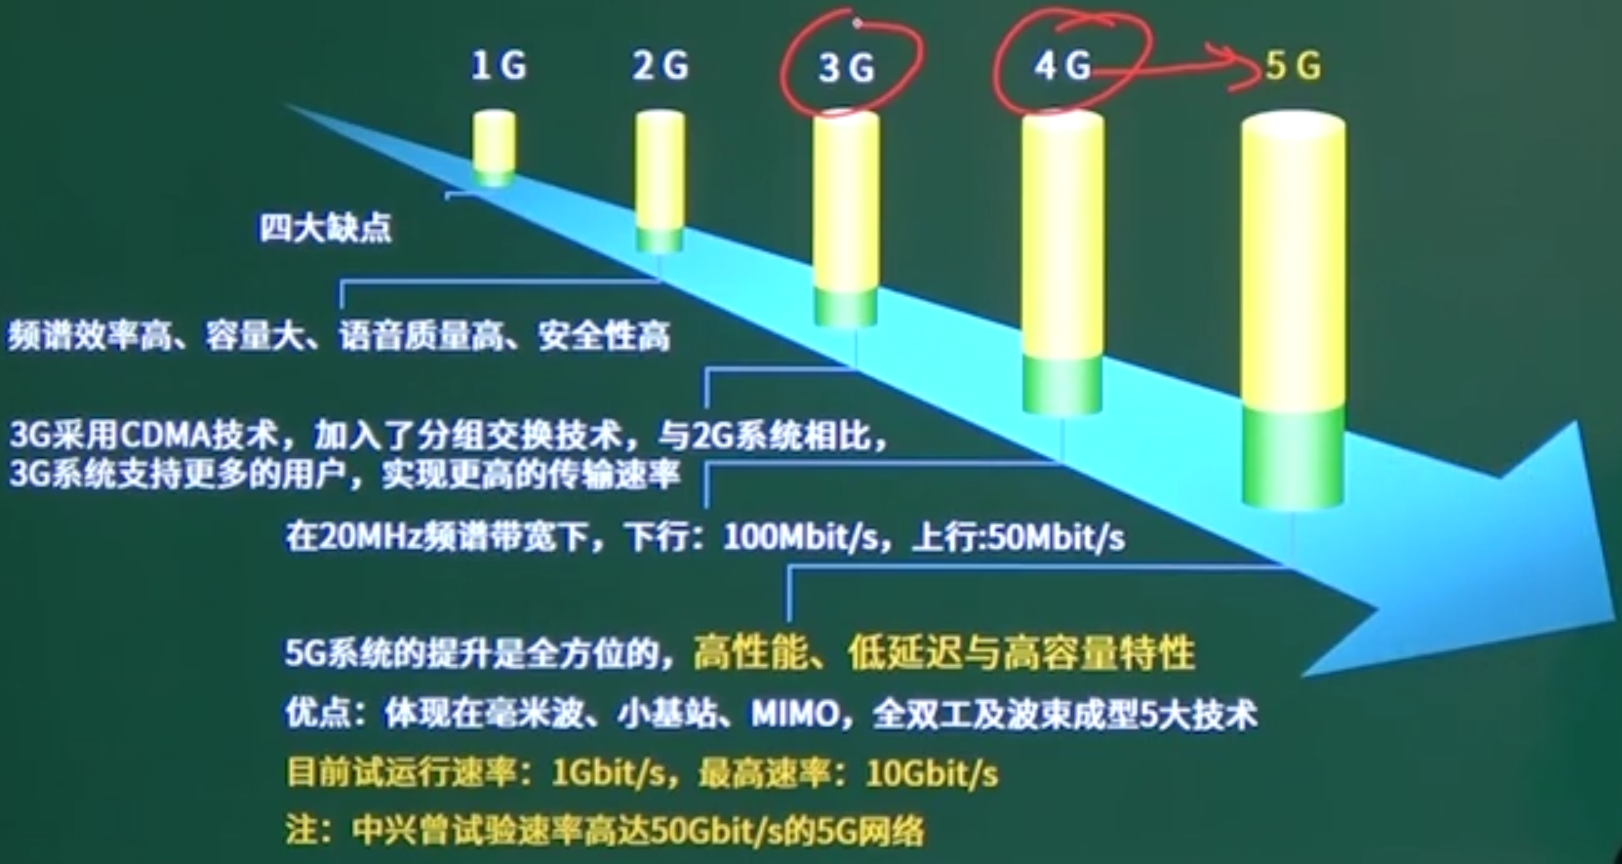 1G 2G 3G 4G 5G
四大缺点
频谱效率高、容量大、语音质量高、安全性高
3G采用CDMA技术，加入了分组交换技术，与2G系统相比，
3G系统支持更多的用户，实现更高的传输速率
在20MHz频谱带宽下，下行：100Mbit/s，上行:50Mbit/s
5G系统的提升是全方位的，高性能、低延迟与高容量特性
优点：体现在毫米波、小基站、MIMO，全双工及波束成型5大技术
目前试运行速率：1Gbit/s，最高速率：10Gbit/s
注：中兴曾试验速率高达50Gbit/s的5G网络